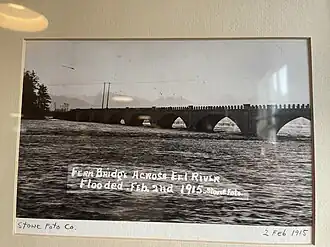 Fern Bridge Across Eel River
Flooded Feb. 2nd 1915. Stone Foto.
Stone Foto Co.
2 Feb 1915